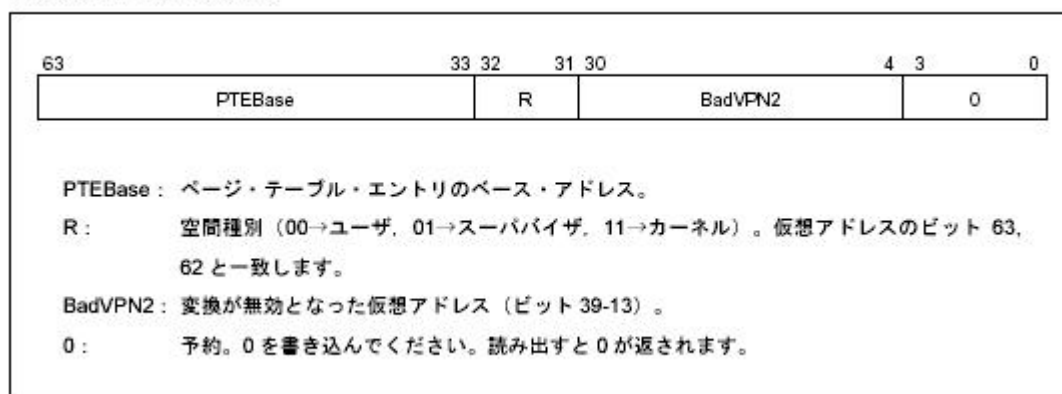 63 33 32 31 30 4 3 0
PTEBase R BadVPN2 0
PTEBase： ページ・テーブル・エントリのベース・アドレス。
R： 空間種別（00→ユーザ，01→スーパバイザ，11→カーネル）。仮想アドレスのビット 63,
62 と一致します。
BadVPN2： 変換が無効となった仮想アドレス（ビット 39-13）。
0： 予約。0 を書き込んでください。読み出すと 0 が返されます。